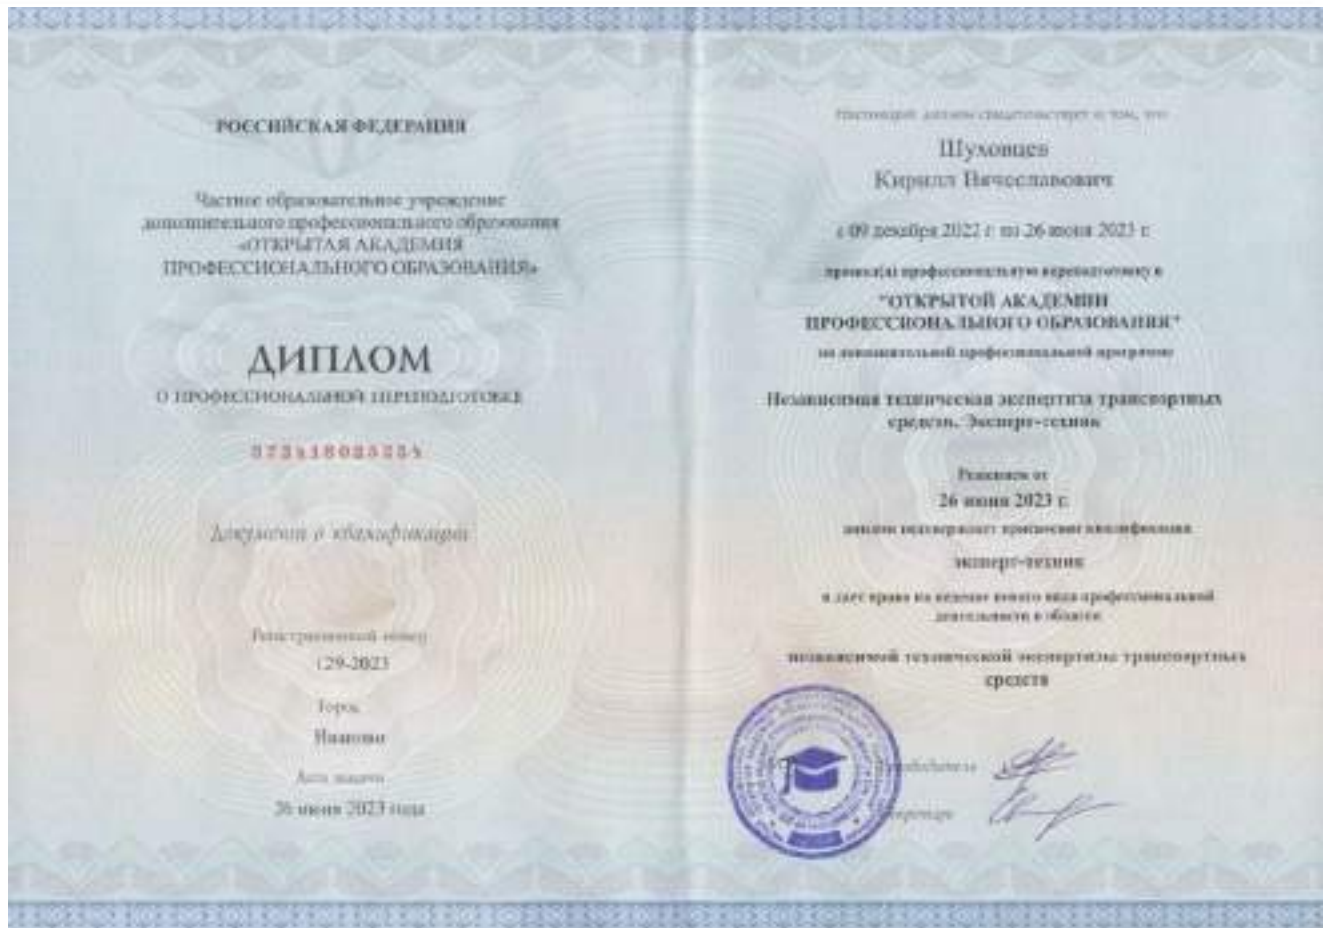 РОССИЙСКАЯ ФЕДЕРАЦИЯ
Частное образовательное учреждение
дополнительного профессионального образования
«ОТКРЫТАЯ АКАДЕМИЯ
ПРОФЕССИОНАЛЬНОГО ОБРАЗОВАНИЯ»
ДИПЛОМ
О ПРОФЕССИОНАЛЬНОЙ ПЕРЕПОДГОТОВКЕ
Документ о квалификации
Регистрационный номер
129-2023
Город
Иваново
Дата выдачи
26 июня 2023 года
Настоящий диплом свидетельствует о том, что
Шуховцев
Кирилл Вячеславович
с 09 декабря 2022 г. по 26 июня 2023 г.
прошел(а) профессиональную переподготовку в
"ОТКРЫТОЙ АКАДЕМИИ
ПРОФЕССИОНАЛЬНОГО ОБРАЗОВАНИЯ"
по дополнительной профессиональной программе
Независимая техническая экспертиза транспортных
средств. Эксперт-техник
Решением от
26 июня 2023 г.
диплом подтверждает присвоение квалификации
эксперт-техник
и дает право на ведение нового вида профессиональной
деятельности в области
независимой технической экспертизы транспортных
средств
Руководитель
Секретарь